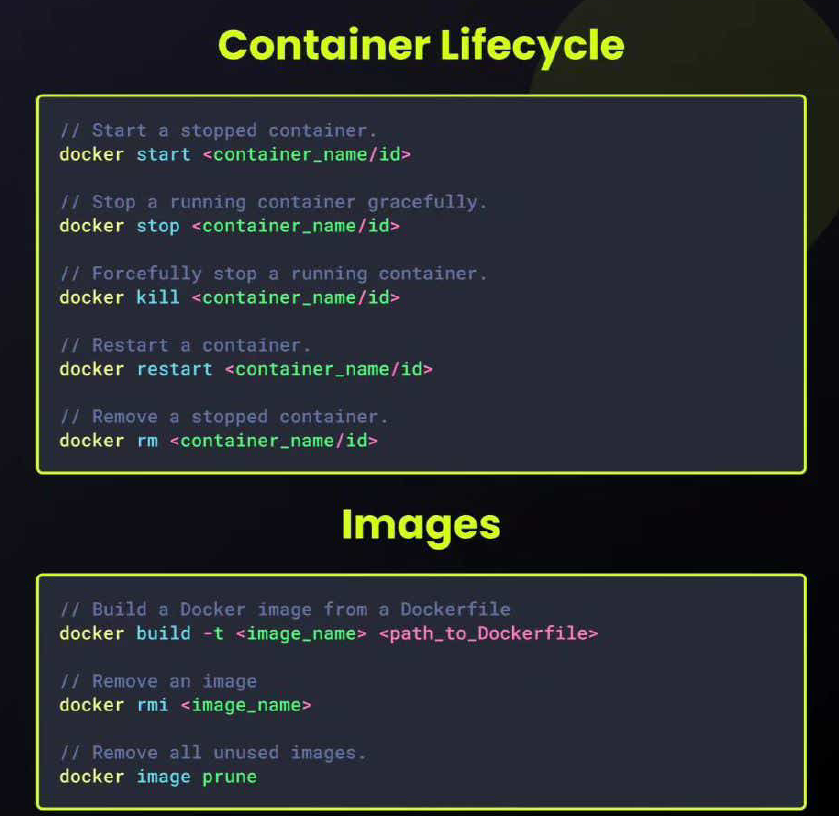 Container Lifecycle
// Start a stopped container.
docker start <container_name/id>
// Stop a running container gracefully.
docker stop <container_name/id>
// Forcefully stop a running container.
docker kill <container_name/id>
// Restart a container.
docker restart <container_name/id>
// Remove a stopped container.
docker rm <container_name/id>
Images
// Build a Docker image from a Dockerfile
docker build -t <image_name> <path_to_Dockerfile>
// Remove an image
docker rmi <image_name>
// Remove all unused images.
docker image prune